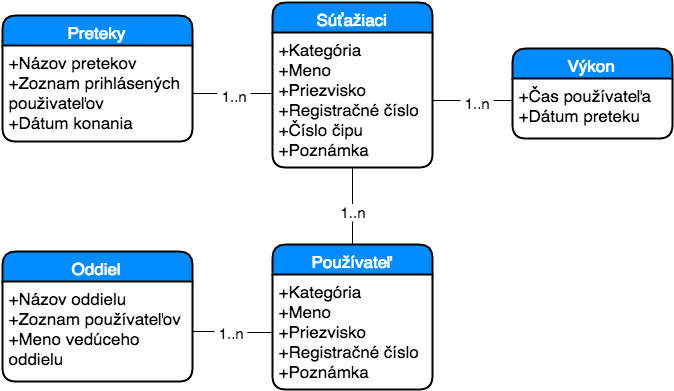 Preteky
+Názov pretekov
+Zoznam prihlásených
použivateľov
+Dátum konania
1..n
Súťažiaci
+Kategória
+Meno
+Priezvisko
+Registračné číslo
+Číslo čipu
+Poznámka
1..n
Výkon
+Čas používateľa
+Dátum preteku
1..n
Oddiel
+Názov oddielu
+Zoznam používateľov
+Meno vedúceho
oddielu
1..n
Používateľ
+Kategória
+Meno
+Priezvisko
+Registračné číslo
+Poznámka